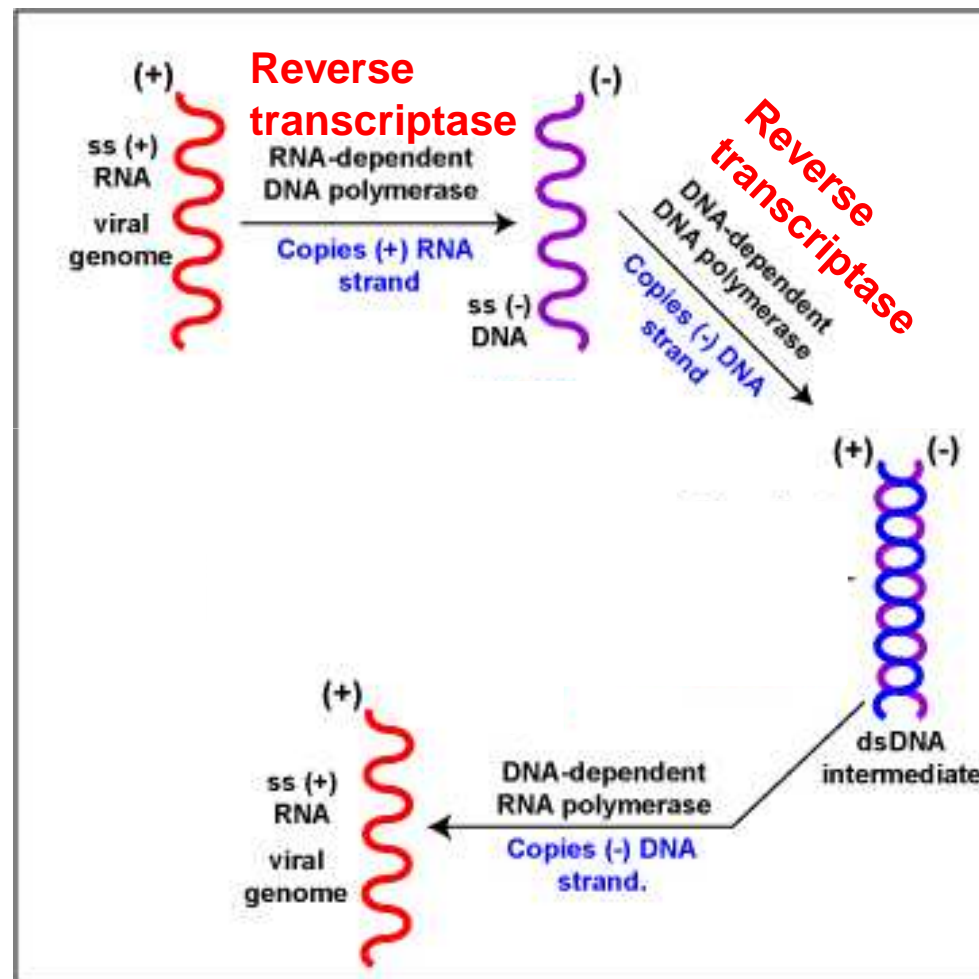 (+)
Reverse
transcriptase
ss (+)
RNA
viral
genome
RNA-dependent
DNA polymerase
Copies (+) RNA
strand
(-)
ss (-)
DNA
Reverse
transcriptase
DNA-dependent
DNA polymerase
Copies (-) DNA
strand
(+) (-)
dsDNA
intermediate
DNA-dependent
RNA polymerase
Copies (-) DNA
strand.
(+)
ss (+)
RNA
viral
genome